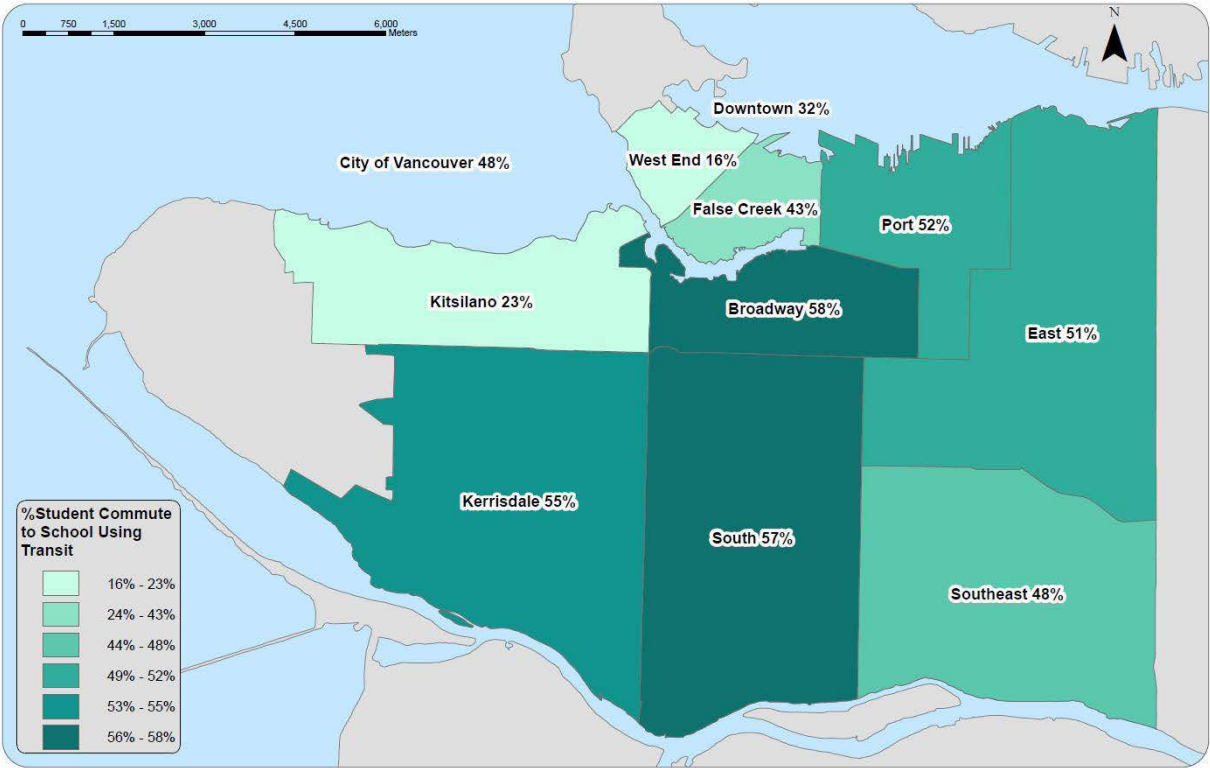 0 750 1,500 3,000 4,500 6,000
Meters
N
Downtown 32%
City of Vancouver 48%
West End 16%
False Creek 43%
Port 52%
Kitsilano 23%
Broadway 58%
East 51%
Kerrisdale 55%
South 57%
Southeast 48%
%Student Commute
to School Using
Transit
16% - 23%
24% - 43%
44% - 48%
49% - 52%
53% - 55%
56% - 58%